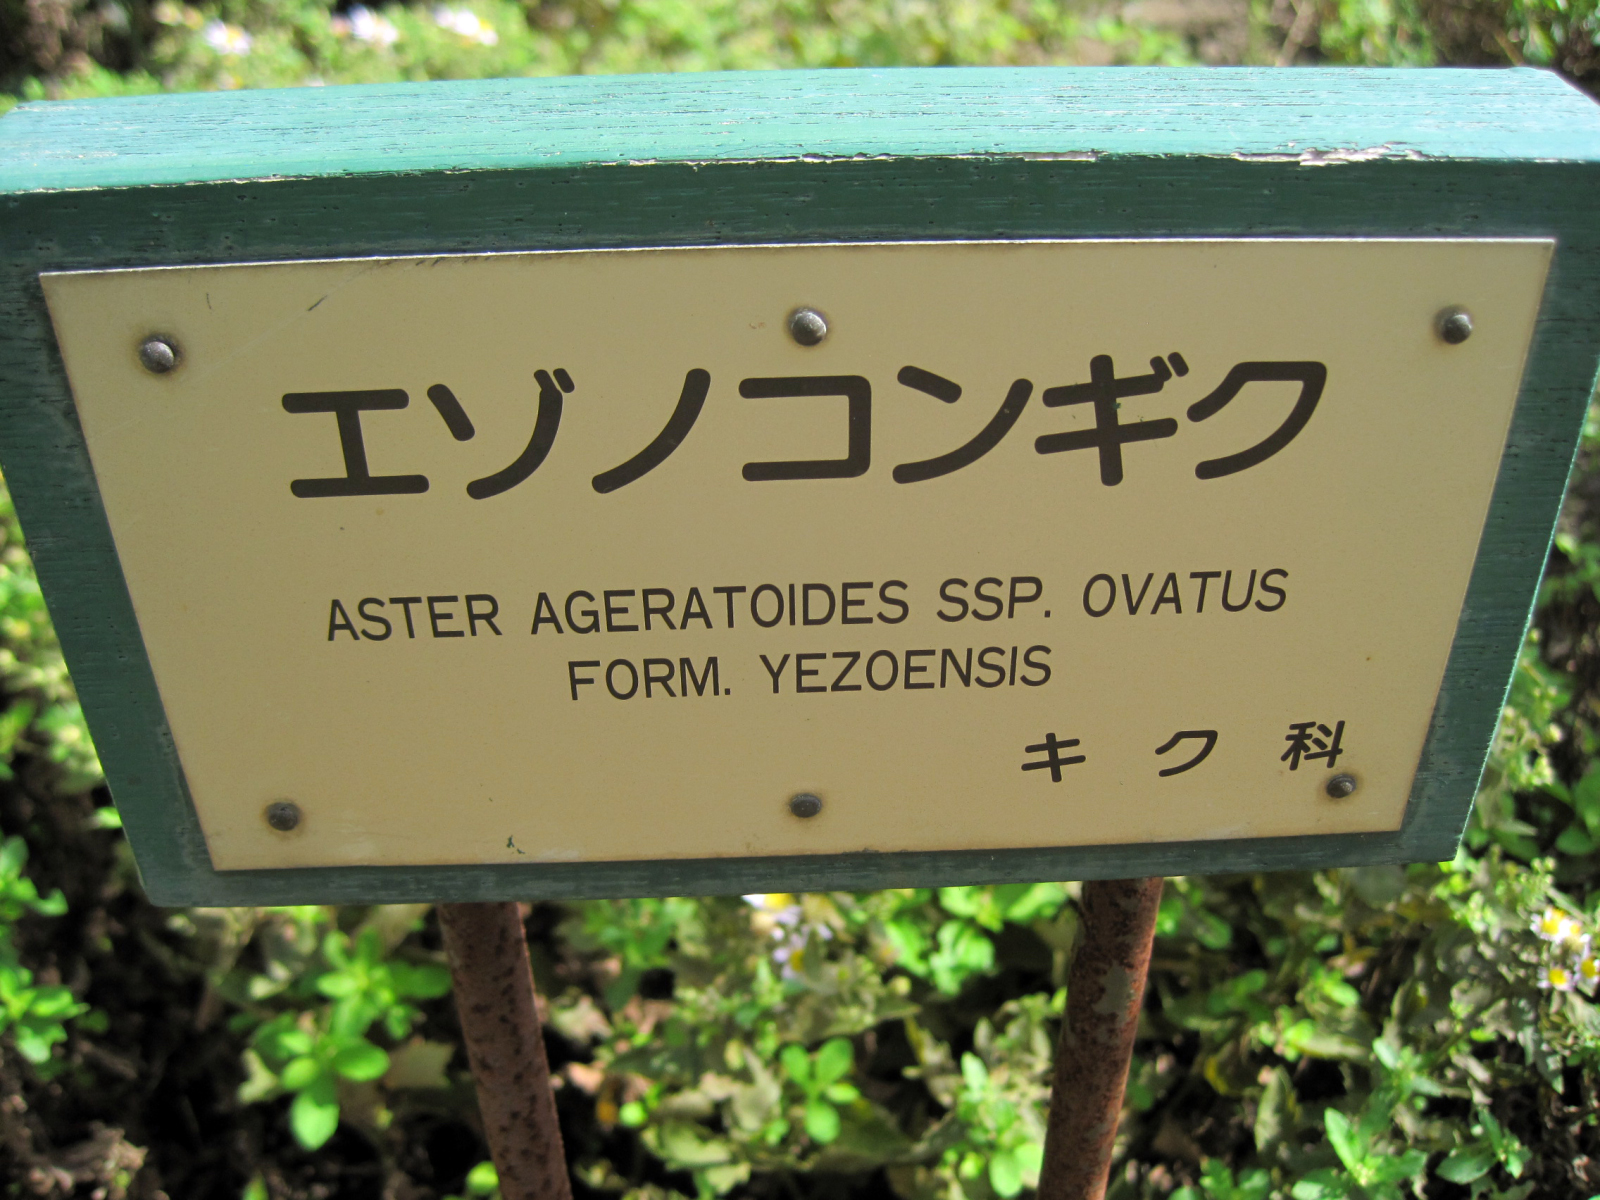 エゾノコンギク
ASTER AGERATOIDES SSP. OVATUS
FORM. YEZOENSIS
キク科